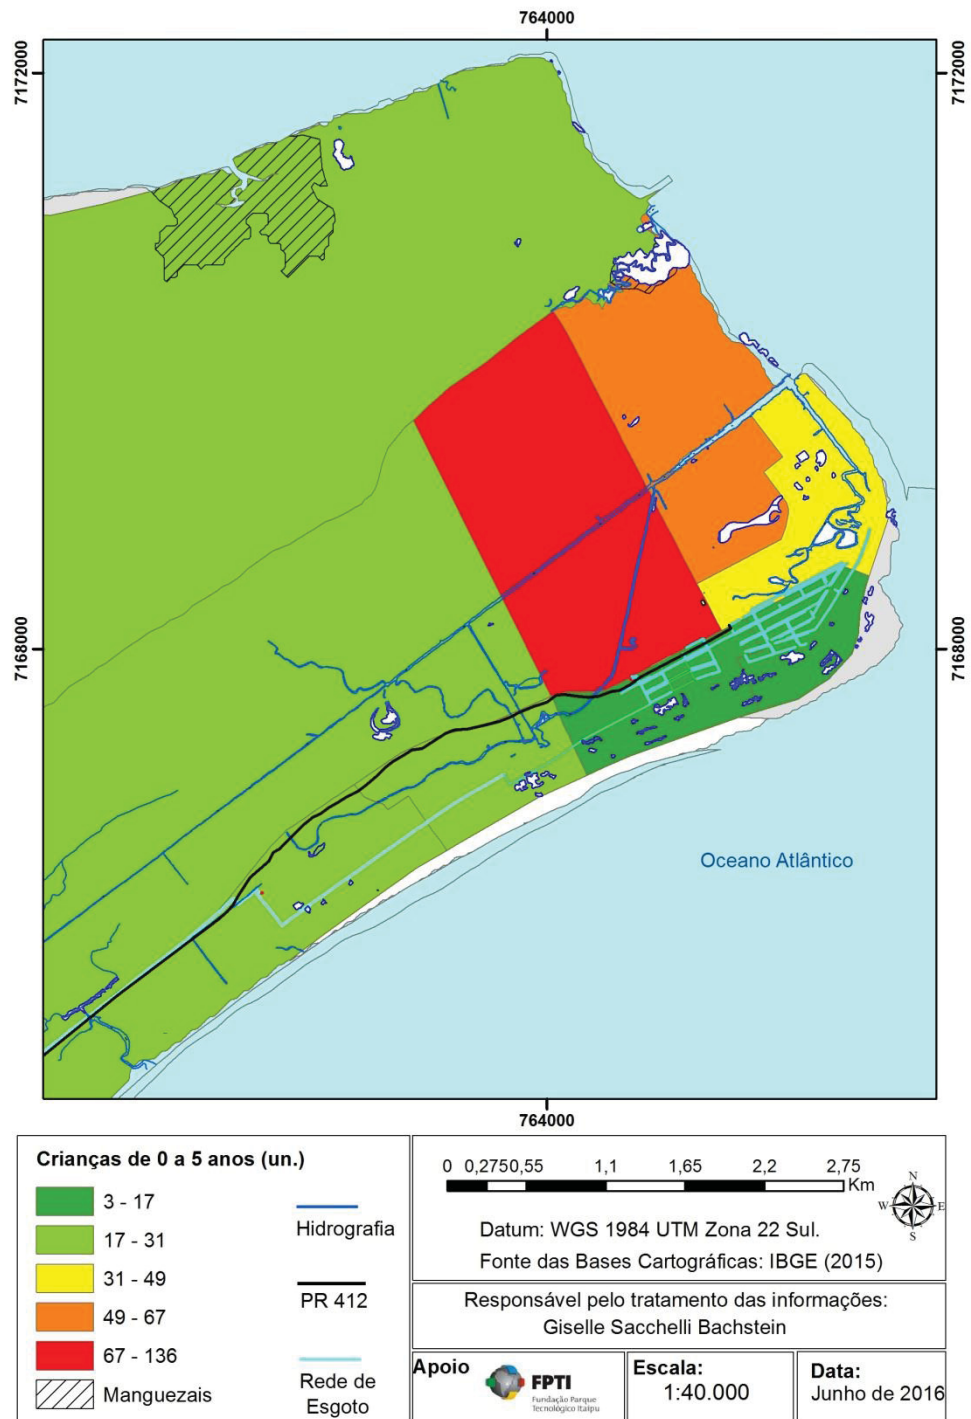 764000
7172000
7172000
7168000
7168000
Oceano Atlântico
764000
Crianças de 0 a 5 anos (un.)
3 - 17
17 - 31
31 - 49
49 - 67
67 - 136
Manguezais
Hidrografia
PR 412
Rede de
Esgoto
0 0,275 0,55 1,1 1,65 2,2 2,75
Km
N
W E
S
Datum: WGS 1984 UTM Zona 22 Sul.
Fonte das Bases Cartográficas: IBGE (2015)
Responsável pelo tratamento das informações:
Giselle Sacchelli Bachstein
Apoio
FPTI
Fundação Parque
Tecnológico Itaipu
Escala:
1:40.000
Data:
Junho de 2016